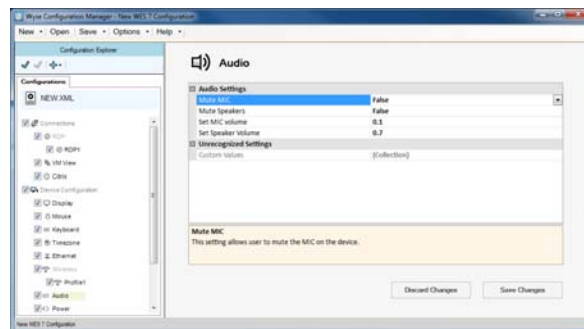 Wyse Configuration Manager - New WES 7 Configuration
New Open Save Options Help
Configuration Explorer
Configurations
NEW.XML
Connections
RDP
RDP1
VM View
Citrix
Device Configuration
Display
Mouse
Keyboard
Timezone
Ethernet
Wireless
Profile1
Audio
Power
New WES 7 Configuration
Audio
Audio Settings
Mute MIC False
Mute Speakers False
Set MIC volume 0.1
Set Speaker Volume 0.7
Unrecognized Settings
Custom Values (Collection)
Mute MIC
This setting allows user to mute the MIC on the device.
Discard Changes Save Changes